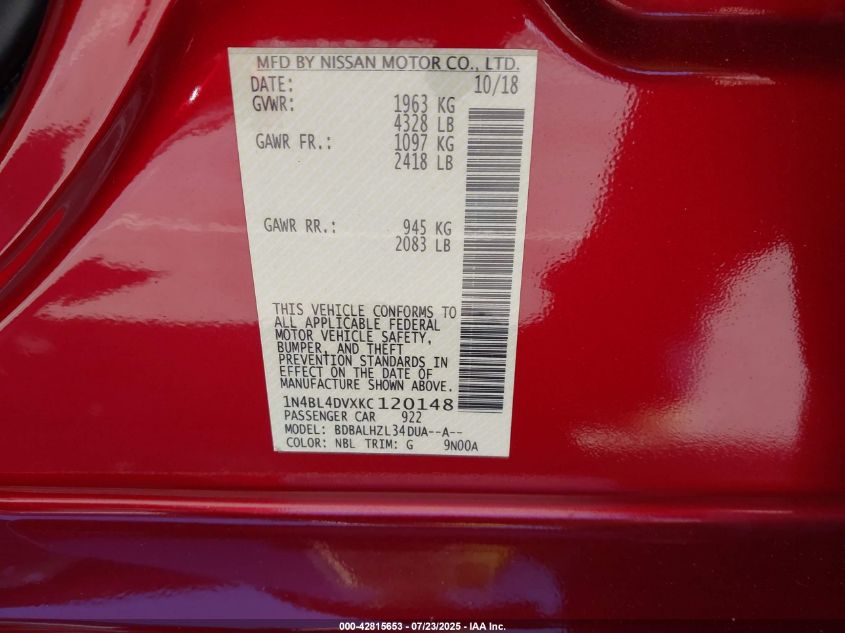 MFD BY NISSAN MOTOR CO., LTD.
DATE: 10/18
GVWR: 1963 KG
4328 LB
GAWR FR.: 1097 KG
2418 LB
GAWR RR.: 945 KG
2083 LB
THIS VEHICLE CONFORMS TO
ALL APPLICABLE FEDERAL
MOTOR VEHICLE SAFETY,
BUMPER, AND THEFT
PREVENTION STANDARDS IN
EFFECT ON THE DATE OF
MANUFACTURE SHOWN ABOVE.
1N4BL4DVXKC120148
PASSENGER CAR 922
MODEL: BDBALHZL34DUA--A--
COLOR: NBL TRIM: G 9N00A
000-42815653 - 07/23/2025 - IAA Inc.